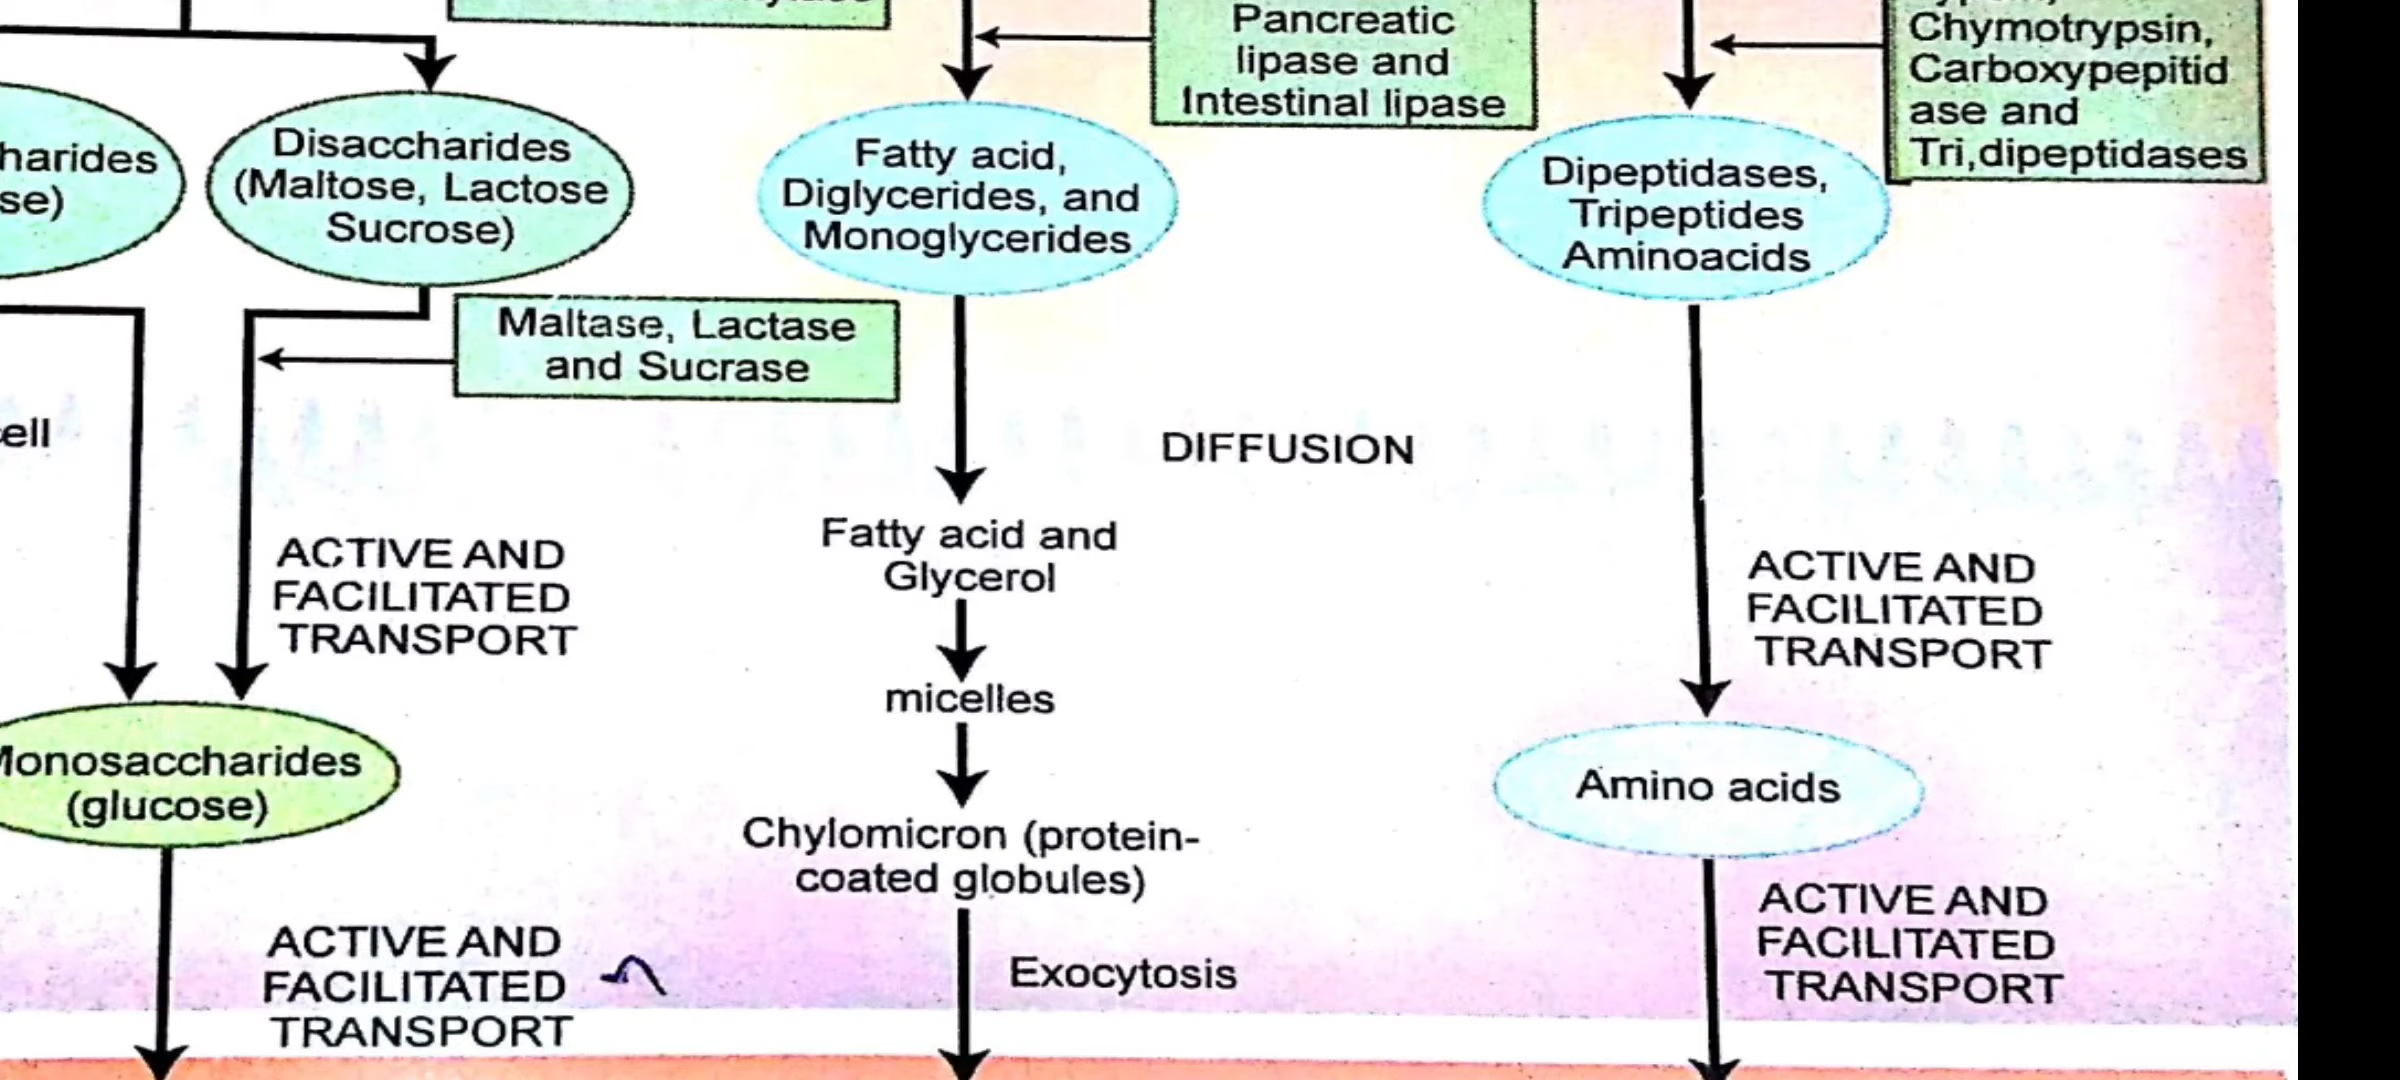 Pancreatic
lipase and
Intestinal lipase
Chymotrypsin,
Carboxypepitid
ase and
Tri,dipeptidases
harides
se)
Disaccharides
(Maltose, Lactose
Sucrose)
Fatty acid,
Diglycerides, and
Monoglycerides
Dipeptidases,
Tripeptides
Aminoacids
Maltase, Lactase
and Sucrase
ell
DIFFUSION
ACTIVE AND
FACILITATED
TRANSPORT
Fatty acid and
Glycerol
ACTIVE AND
FACILITATED
TRANSPORT
micelles
Monosaccharides
(glucose)
Chylomicron (protein-
coated globules)
Amino acids
ACTIVE AND
FACILITATED
TRANSPORT
Exocytosis
ACTIVE AND
FACILITATED
TRANSPORT